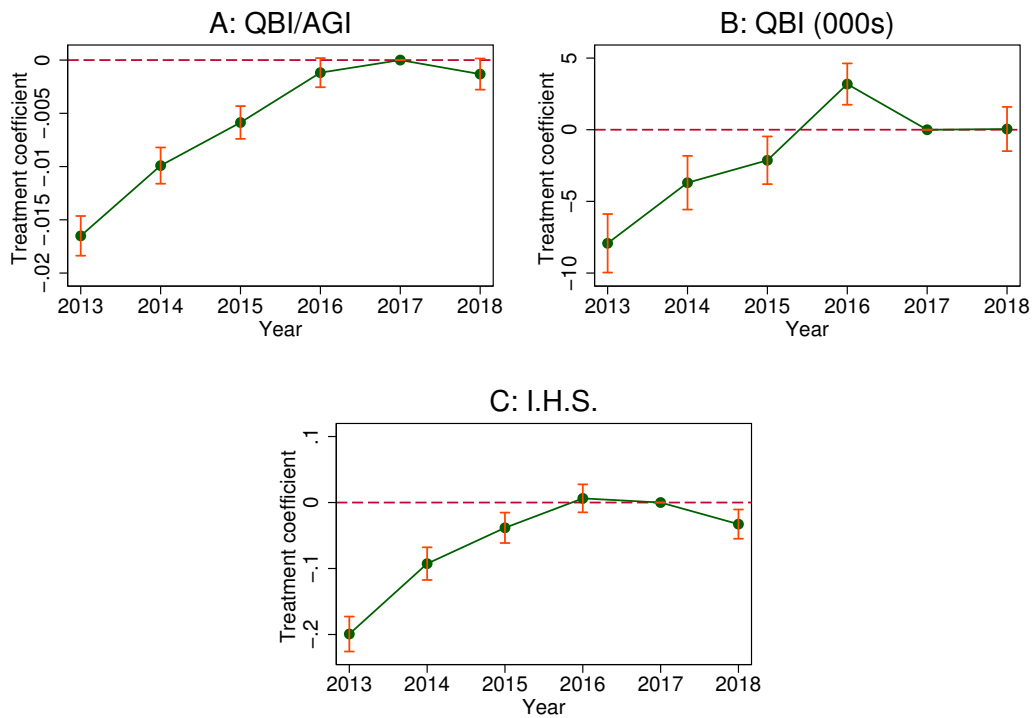 A: QBI/AGI
Treatment coefficient
0
-.005
-.01
-.015
-.02
2013 2014 2015 2016 2017 2018
Year
B: QBI (000s)
Treatment coefficient
5
0
-5
-10
2013 2014 2015 2016 2017 2018
Year
C: I.H.S.
Treatment coefficient
.1
0
-.1
-.2
2013 2014 2015 2016 2017 2018
Year